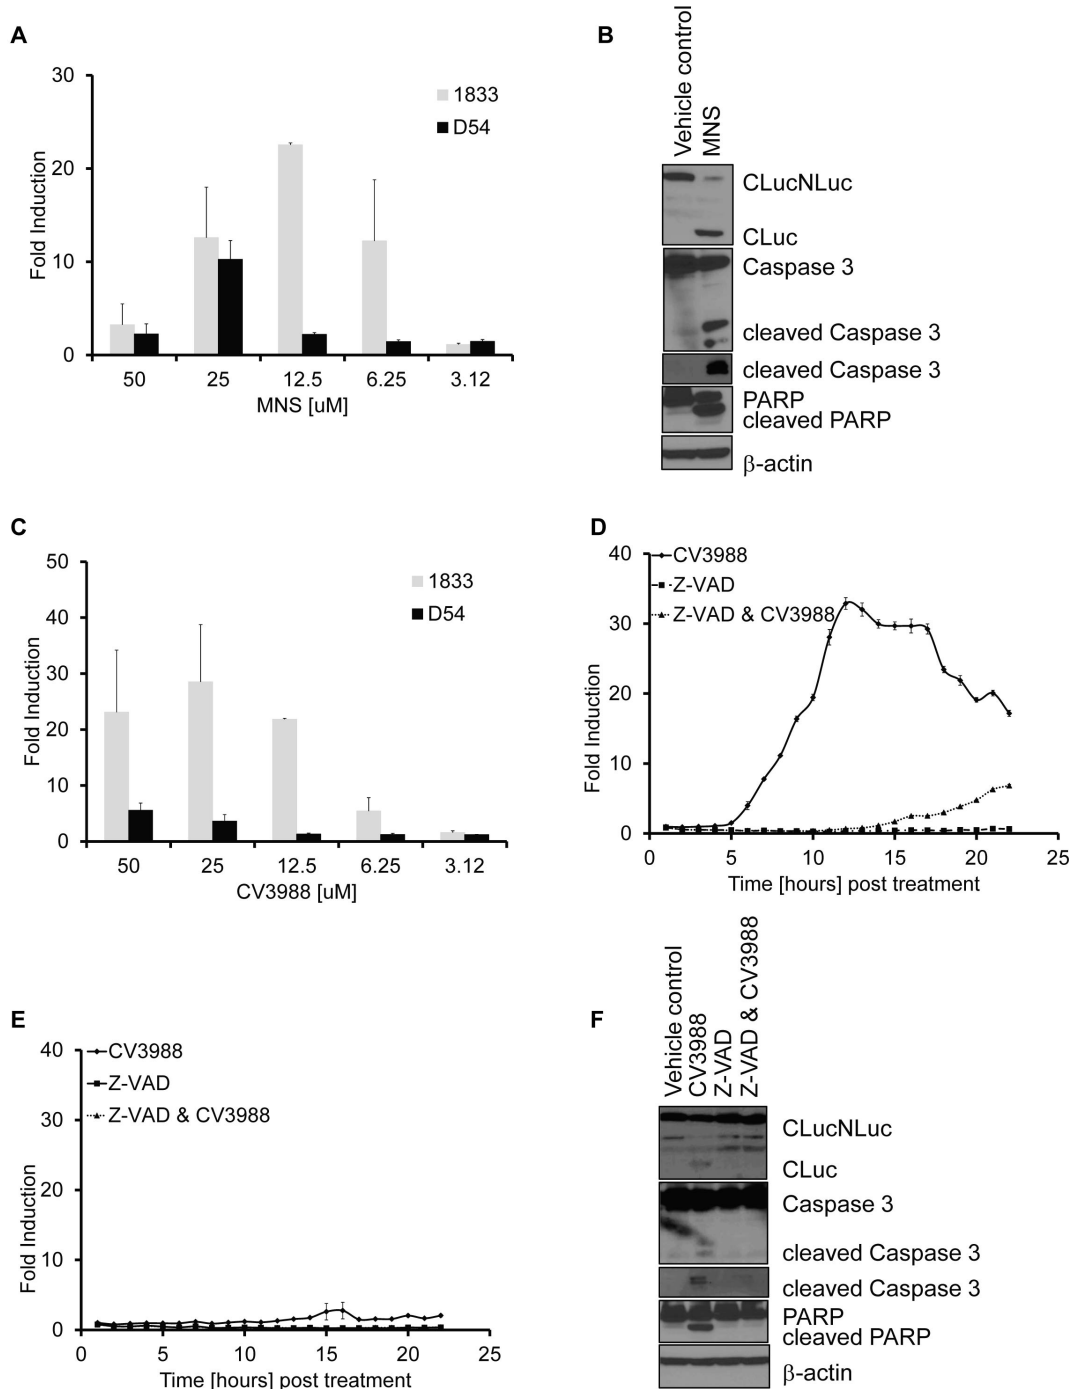 A
30
20
10
0
Fold Induction
1833
D54
50 25 12.5 6.25 3.12
MNS [uM]
B
Vehicle control
MNS
CLucNLuc
CLuc
Caspase 3
cleaved Caspase 3
cleaved Caspase 3
PARP
cleaved PARP
β-actin
C
50
40
30
20
10
0
Fold Induction
1833
D54
50 25 12.5 6.25 3.12
CV3988 [uM]
D
40
30
20
10
0
Fold Induction
CV3988
Z-VAD
Z-VAD & CV3988
0 5 10 15 20 25
Time [hours] post treatment
E
40
30
20
10
0
Fold Induction
CV3988
Z-VAD
Z-VAD & CV3988
0 5 10 15 20 25
Time [hours] post treatment
F
Vehicle control
CV3988
Z-VAD
Z-VAD & CV3988
CLucNLuc
CLuc
Caspase 3
cleaved Caspase 3
cleaved Caspase 3
PARP
cleaved PARP
β-actin